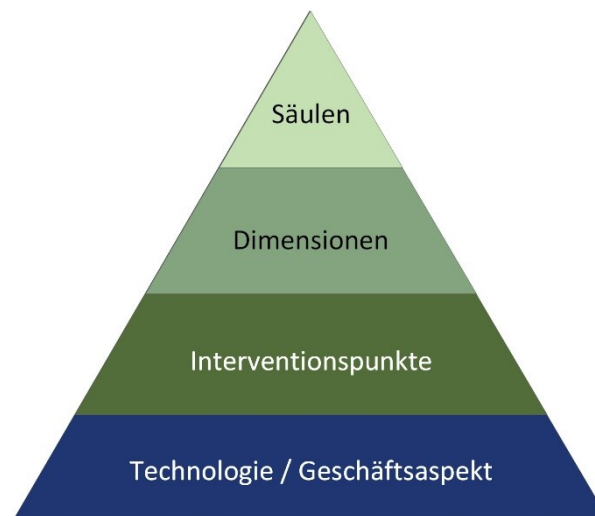 Säulen
Dimensionen
Interventionspunkte
Technologie / Geschäftsaspekt